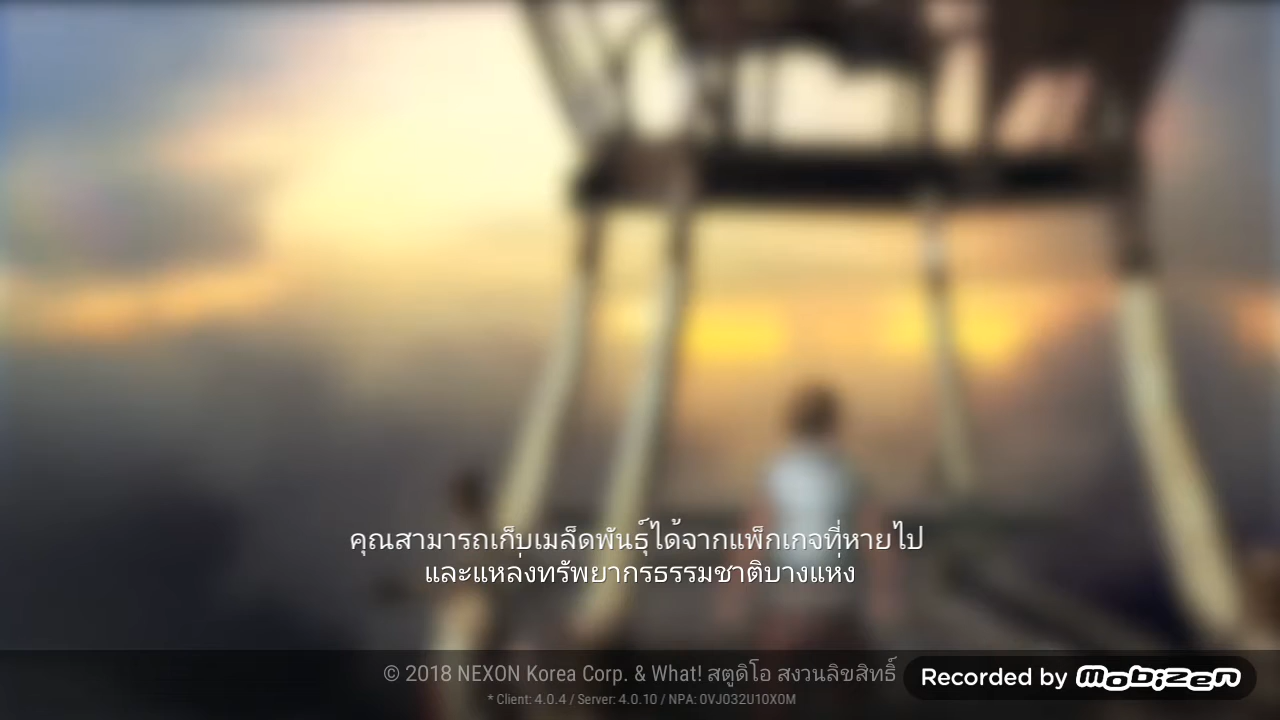 คุณสามารถเก็บเมล็ดพันธุ์ได้จากแพ็กเกจที่หายไป
และแหล่งทรัพยากรธรรมชาติบางแห่ง
© 2018 NEXON Korea Corp. & What! สตูดิโอ สงวนลิขสิทธิ์
* Client: 4.0.4 / Server: 4.0.10 / NPA: 0VJ032U10X0M
Recorded by Mobizen